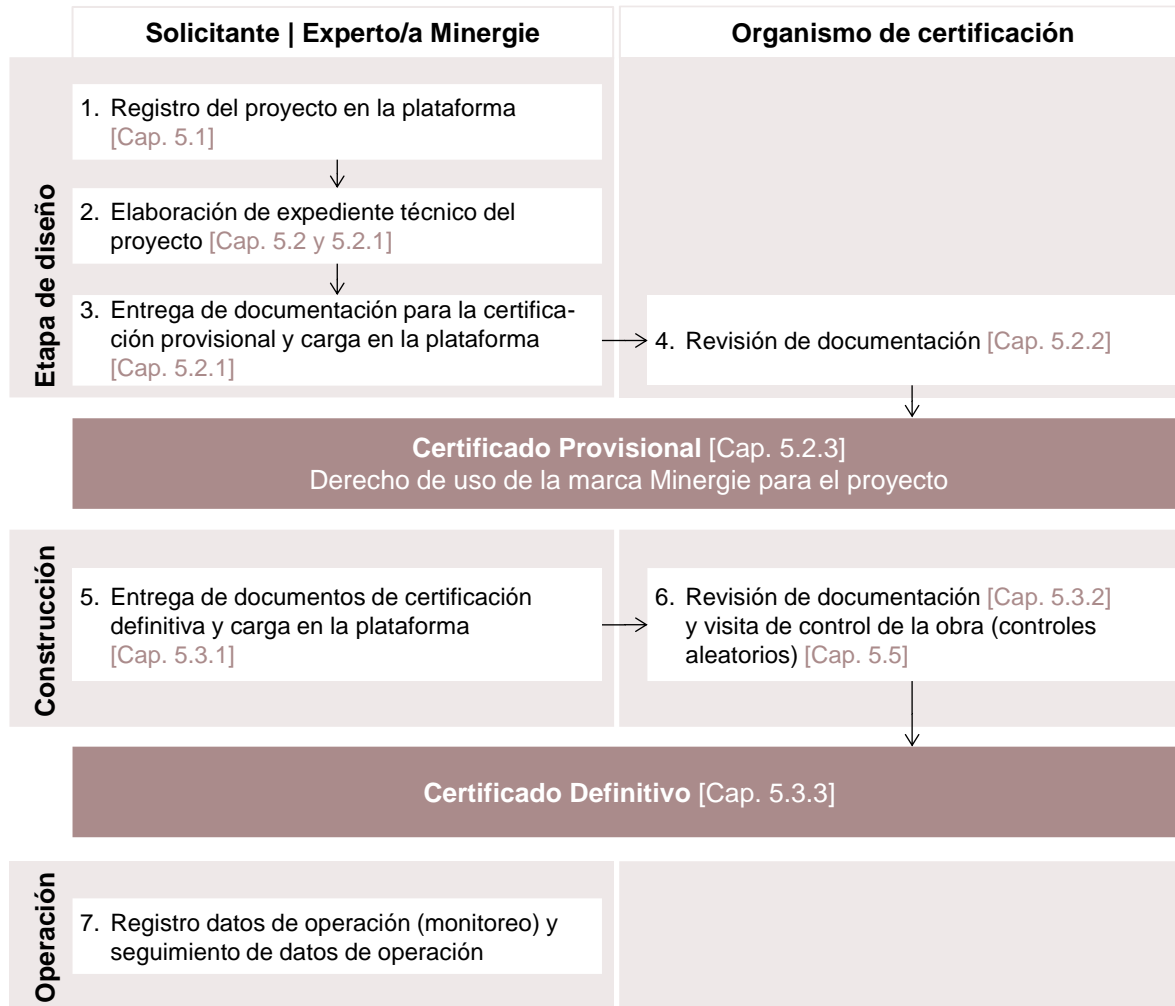 Solicitante | Experto/a Minergie
Organismo de certificación
Etapa de diseño
1. Registro del proyecto en la plataforma
[Cap. 5.1]
2. Elaboración de expediente técnico del
proyecto [Cap. 5.2 y 5.2.1]
3. Entrega de documentación para la certifica-
ción provisional y carga en la plataforma
[Cap. 5.2.1]
4. Revisión de documentación [Cap. 5.2.2]
Certificado Provisional [Cap. 5.2.3]
Derecho de uso de la marca Minergie para el proyecto
Construcción
5. Entrega de documentos de certificación
definitiva y carga en la plataforma
[Cap. 5.3.1]
6. Revisión de documentación [Cap. 5.3.2]
y visita de control de la obra (controles
aleatorios) [Cap. 5.5]
Certificado Definitivo [Cap. 5.3.3]
Operación
7. Registro datos de operación (monitoreo) y
seguimiento de datos de operación